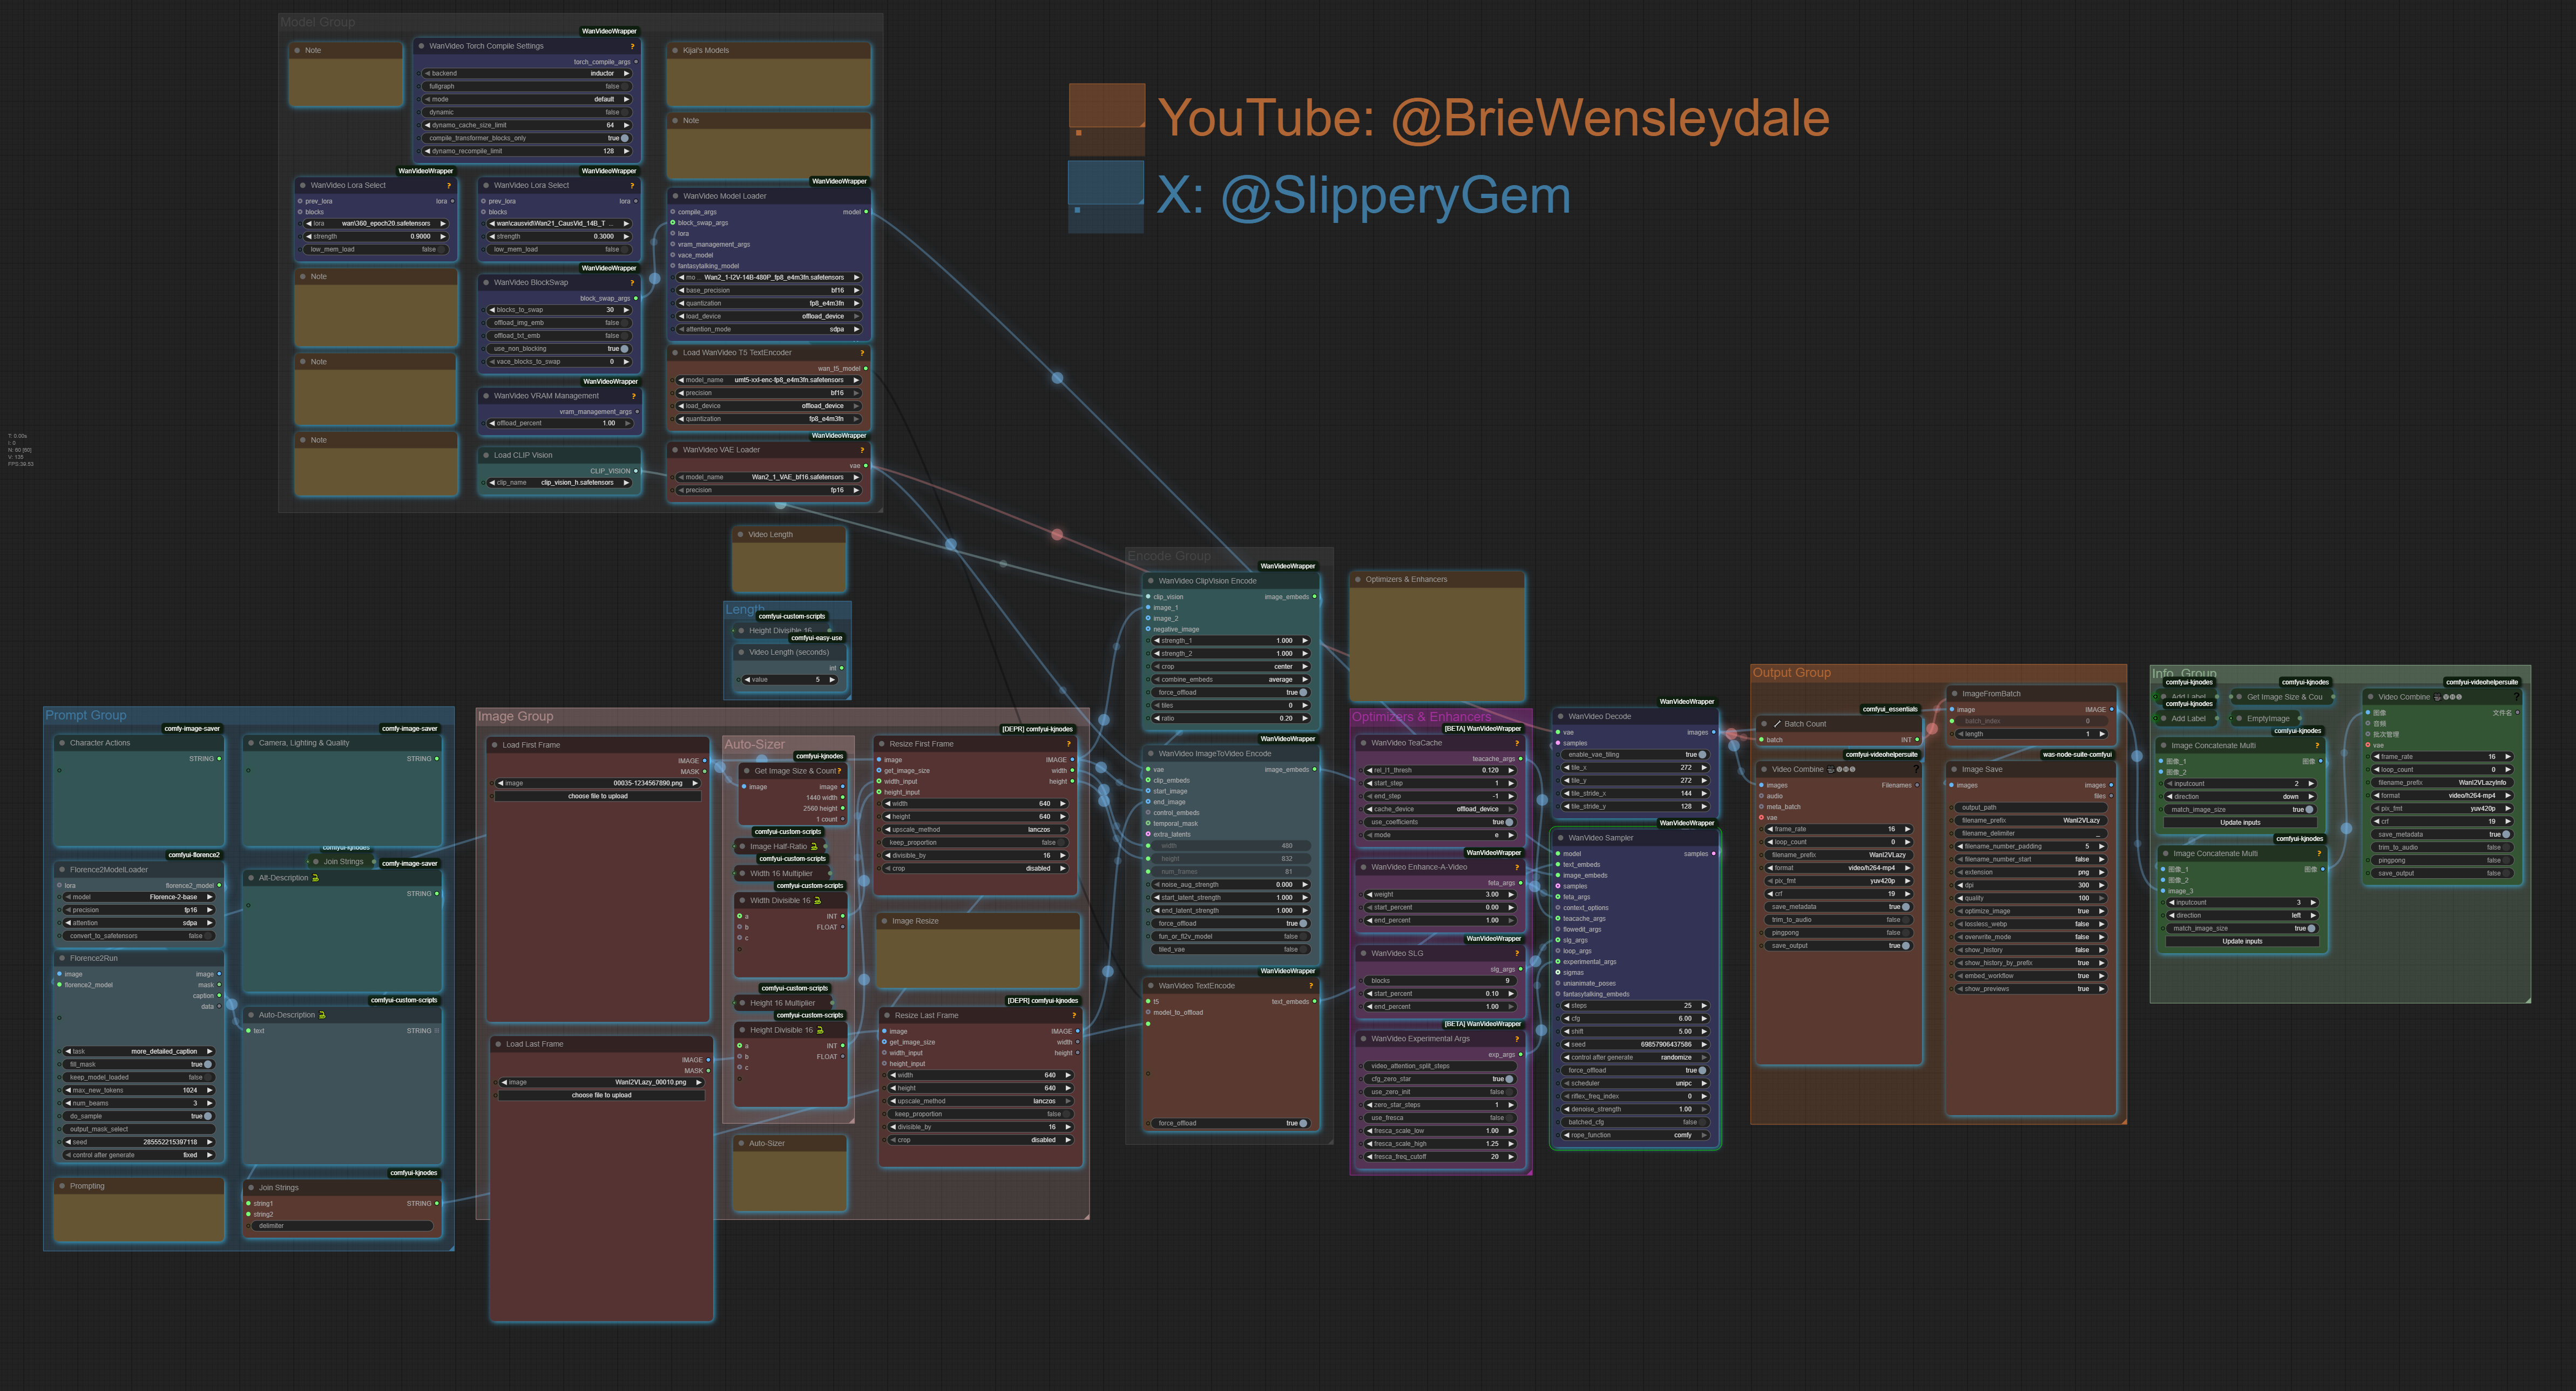 Model Group
Note
WanVideoWrapper
WanVideo Torch Compile Settings
?
torch_compile_args
backend inductor
fullgraph false
mode default
dynamic false
dynamo_cache_size_limit 64
compile_transformer_blocks_only true
dynamo_recompile_limit 128
Kijai's Models
Note
YouTube: @BrieWensleydale
X: @SlipperyGem
WanVideoWrapper
WanVideo Lora Select ?
prev_lora lora
blocks
lora wan\360_epoch20.safetensors
strength 0.9000
low_mem_load false
WanVideoWrapper
WanVideo Lora Select ?
prev_lora lora
blocks
wan\causvid\Wan21_CausVid_14B_T ...
strength 0.3000
low_mem_load false
WanVideoWrapper
WanVideo Model Loader
compile_args model
block_swap_args
lora
vram_management_args
vace_model
fantasytalking_model
mo ... Wan2_1-I2V-14B-480P_fp8_e4m3fn.safetensors
base_precision bf16
quantization fp8_e4m3fn
load_device offload_device
attention_mode sdpa
Note
Note
Note
WanVideoWrapper
WanVideo BlockSwap ?
block_swap_args
blocks_to_swap 30
offload_img_emb false
offload_txt_emb false
use_non_blocking true
vace_blocks_to_swap 0
WanVideoWrapper
WanVideo VRAM Management ?
vram_management_args
offload_percent 1.00
Load CLIP Vision
CLIP_VISION
clip_name clip_vision_h.safetensors
Load WanVideo T5 TextEncoder ?
wan_t5_model
model_name umt5-xxl-enc-fp8_e4m3fn.safetensors
precision bf16
load_device offload_device
quantization fp8_e4m3fn
WanVideoWrapper
WanVideo VAE Loader ?
vae
model_name Wan2_1_VAE_bf16.safetensors
precision fp16
T: 0.00s
I: 0
N: 60 [60]
V: 135
FPS:39.53
Video Length
Length
comfyui-custom-scripts
Height Divisible 16
comfyui-easy-use
Video Length (seconds)
int
value 5
Prompt Group
comfy-image-saver
Character Actions
STRING
comfy-image-saver
Camera, Lighting & Quality
STRING
comfyui-kjnodes
Join Strings
comfyui-florence2
Florence2ModelLoader
lora florence2_model
model Florence-2-base
precision fp16
attention sdpa
convert_to_safetensors false
comfy-image-saver
Alt-Description
STRING
Florence2Run
image image
florence2_model mask
caption
data
task more_detailed_caption
fill_mask true
keep_model_loaded false
max_new_tokens 1024
num_beams 3
do_sample true
output_mask_select
seed 285552215397118
control after generate fixed
comfyui-custom-scripts
Auto-Description
text STRING
Prompting
comfyui-kjnodes
Join Strings
string1 STRING
string2
delimiter
Image Group
Load First Frame
IMAGE
MASK
image 00035-1234567890.png
choose file to upload
Load Last Frame
IMAGE
MASK
image WanI2VLazy_00010.png
choose file to upload
Auto-Sizer
comfyui-kjnodes
Get Image Size & Count ?
image image
1440 width
2560 height
1 count
comfyui-custom-scripts
Image Half-Ratio
comfyui-custom-scripts
Width 16 Multiplier
comfyui-custom-scripts
Width Divisible 16
a INT
b FLOAT
c
comfyui-custom-scripts
Height 16 Multiplier
comfyui-custom-scripts
Height Divisible 16
a INT
b FLOAT
c
Auto-Sizer
[DEPR] comfyui-kjnodes
Resize First Frame ?
image IMAGE
get_image_size width
width_input height
height_input
width 640
height 640
upscale_method lanczos
keep_proportion false
divisible_by 16
crop disabled
Image Resize
[DEPR] comfyui-kjnodes
Resize Last Frame ?
image IMAGE
get_image_size width
width_input height
height_input
width 640
height 640
upscale_method lanczos
keep_proportion false
divisible_by 16
crop disabled
Encode Group
WanVideoWrapper
WanVideo ClipVision Encode
clip_vision image_embeds
image_1
image_2
negative_image
strength_1 1.000
strength_2 1.000
crop center
combine_embeds average
force_offload true
tiles 0
ratio 0.20
WanVideoWrapper
WanVideo ImageToVideo Encode
vae image_embeds
clip_embeds
start_image
end_image
control_embeds
temporal_mask
extra_latents
width 480
height 832
num_frames 81
noise_aug_strength 0.000
start_latent_strength 1.000
end_latent_strength 1.000
force_offload true
fun_or_fl2v_model false
tiled_vae false
WanVideoWrapper
WanVideo TextEncode ?
t5 text_embeds
model_to_offload
force_offload true
Optimizers & Enhancers
Optimizers & Enhancers
[BETA] WanVideoWrapper
WanVideo TeaCache ?
teacache_args
rel_l1_thresh 0.120
start_step 1
end_step -1
cache_device offload_device
use_coefficients true
mode e
WanVideoWrapper
WanVideo Enhance-A-Video ?
feta_args
weight 3.00
start_percent 0.00
end_percent 1.00
WanVideoWrapper
WanVideo SLG ?
slg_args
blocks 9
start_percent 0.10
end_percent 1.00
[BETA] WanVideoWrapper
WanVideo Experimental Args ?
exp_args
video_attention_split_steps
cfg_zero_star true
use_zero_init false
zero_star_steps 1
use_fresca false
fresca_scale_low 1.00
fresca_scale_high 1.25
fresca_freq_cutoff 20
WanVideoWrapper
WanVideo Decode
vae images
samples
enable_vae_tiling true
tile_x 272
tile_y 272
tile_stride_x 144
tile_stride_y 128
WanVideoWrapper
WanVideo Sampler
model samples
text_embeds
image_embeds
samples
feta_args
context_options
teacache_args
flowedit_args
slg_args
loop_args
experimental_args
sigmas
unianimate_poses
fantasytalking_embeds
steps 25
cfg 6.00
shift 5.00
seed 69857906437586
control after generate randomize
force_offload true
scheduler unipc
riflex_freq_index 0
denoise_strength 1.00
batched_cfg false
rope_function comfy
Output Group
comfyui_essentials
Batch Count
batch INT
comfyui-videohelpersuite
Video Combine ?
images Filenames
audio
meta_batch
vae
frame_rate 16
loop_count 0
filename_prefix WanI2VLazy
format video/h264-mp4
pix_fmt yuv420p
crf 19
save_metadata true
trim_to_audio false
pingpong false
save_output true
ImageFromBatch
image IMAGE
batch_index 0
length 1
was-node-suite-comfyui
Image Save
images images
files
output_path
filename_prefix WanI2VLazy
filename_delimiter _
filename_number_padding 5
filename_number_start false
extension png
dpi 300
quality 100
optimize_image true
lossless_webp false
overwrite_mode false
show_history false
show_history_by_prefix true
embed_workflow true
show_previews true
Info Group
comfyui-kjnodes
Add Label
comfyui-kjnodes
Add Label
comfyui-kjnodes
Get Image Size & Cou
EmptyImage
comfyui-kjnodes
Image Concatenate Multi
图像_1 图像
图像_2
inputcount 2
direction down
match_image_size true
Update inputs
comfyui-kjnodes
Image Concatenate Multi ?
图像_1 图像
图像_2
image_3
inputcount 3
direction left
match_image_size true
Update inputs
comfyui-videohelpersuite
Video Combine ?
图像 文件名
音频
批次管理
vae
frame_rate 16
loop_count 0
filename_prefix WanI2VLazyInfo
format video/h264-mp4
pix_fmt yuv420p
crf 19
save_metadata true
trim_to_audio false
pingpong false
save_output false